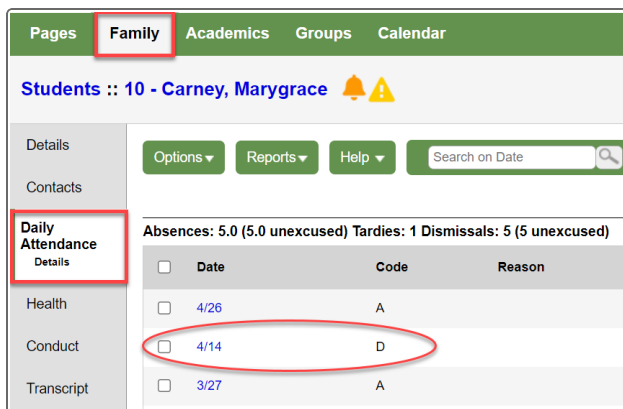 Pages Family Academics Groups Calendar
Students :: 10 - Carney, Marygrace
Details
Contacts
Daily
Attendance
Details
Health
Conduct
Transcript
Options Reports Help Search on Date
Absences: 5.0 (5.0 unexcused) Tardies: 1 Dismissals: 5 (5 unexcused)
Date Code Reason
4/26 A
4/14 D
3/27 A